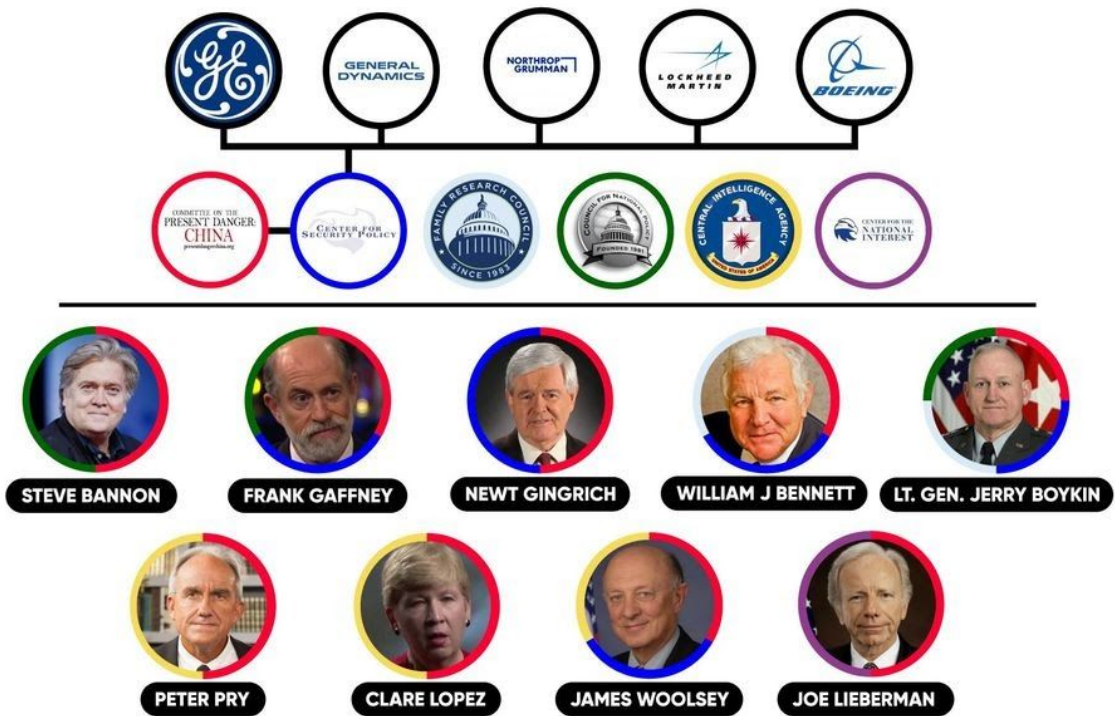 GE
GENERAL
DYNAMICS
NORTHROP
GRUMMAN
LOCKHEED
MARTIN
BOEING
COMMITTEE ON THE
PRESENT DANGER:
CHINA
presentdangerchina.org
CENTER FOR
SECURITY POLICY
FAMILY RESEARCH COUNCIL
SINCE 1983
COUNCIL FOR NATIONAL POLICY
FOUNDED 1981
CENTRAL INTELLIGENCE AGENCY
UNITED STATES OF AMERICA
CENTER FOR THE
NATIONAL
INTEREST
STEVE BANNON
FRANK GAFFNEY
NEWT GINGRICH
WILLIAM J BENNETT
LT. GEN. JERRY BOYKIN
PETER PRY
CLARE LOPEZ
JAMES WOOLSEY
JOE LIEBERMAN